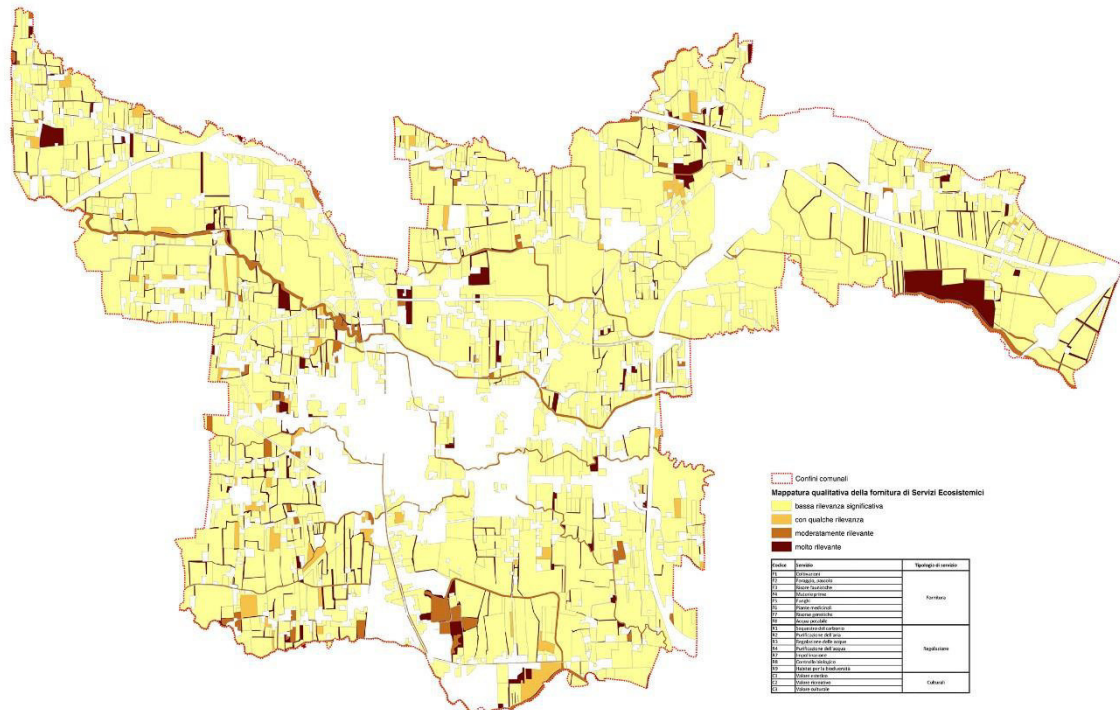 Confini comunali
Mappatura qualitativa della fornitura di Servizi Ecosistemici
bassa rilevanza significativa
con qualche rilevanza
moderatamente rilevante
molto rilevante
Codice Servizio Tipologia di servizio
F1 Coltivazioni
F2 Foraggio, pascolo
F3 Risorse faunistiche
F4 Materie prime
F5 Funghi
F6 Piante medicinali
F7 Risorse genetiche
F8 Acqua potabile
Fornitura
R1 Sequestro del carbonio
R2 Purificazione dell'aria
R3 Regolazione delle acque
R4 Purificazione dell'acqua
R7 Impollinazione
R8 Controllo biologico
R9 Habitat per la biodiversità
Regolazione
C1 Valore estetico
C2 Valore ricreativo
C3 Valore culturale
Culturali